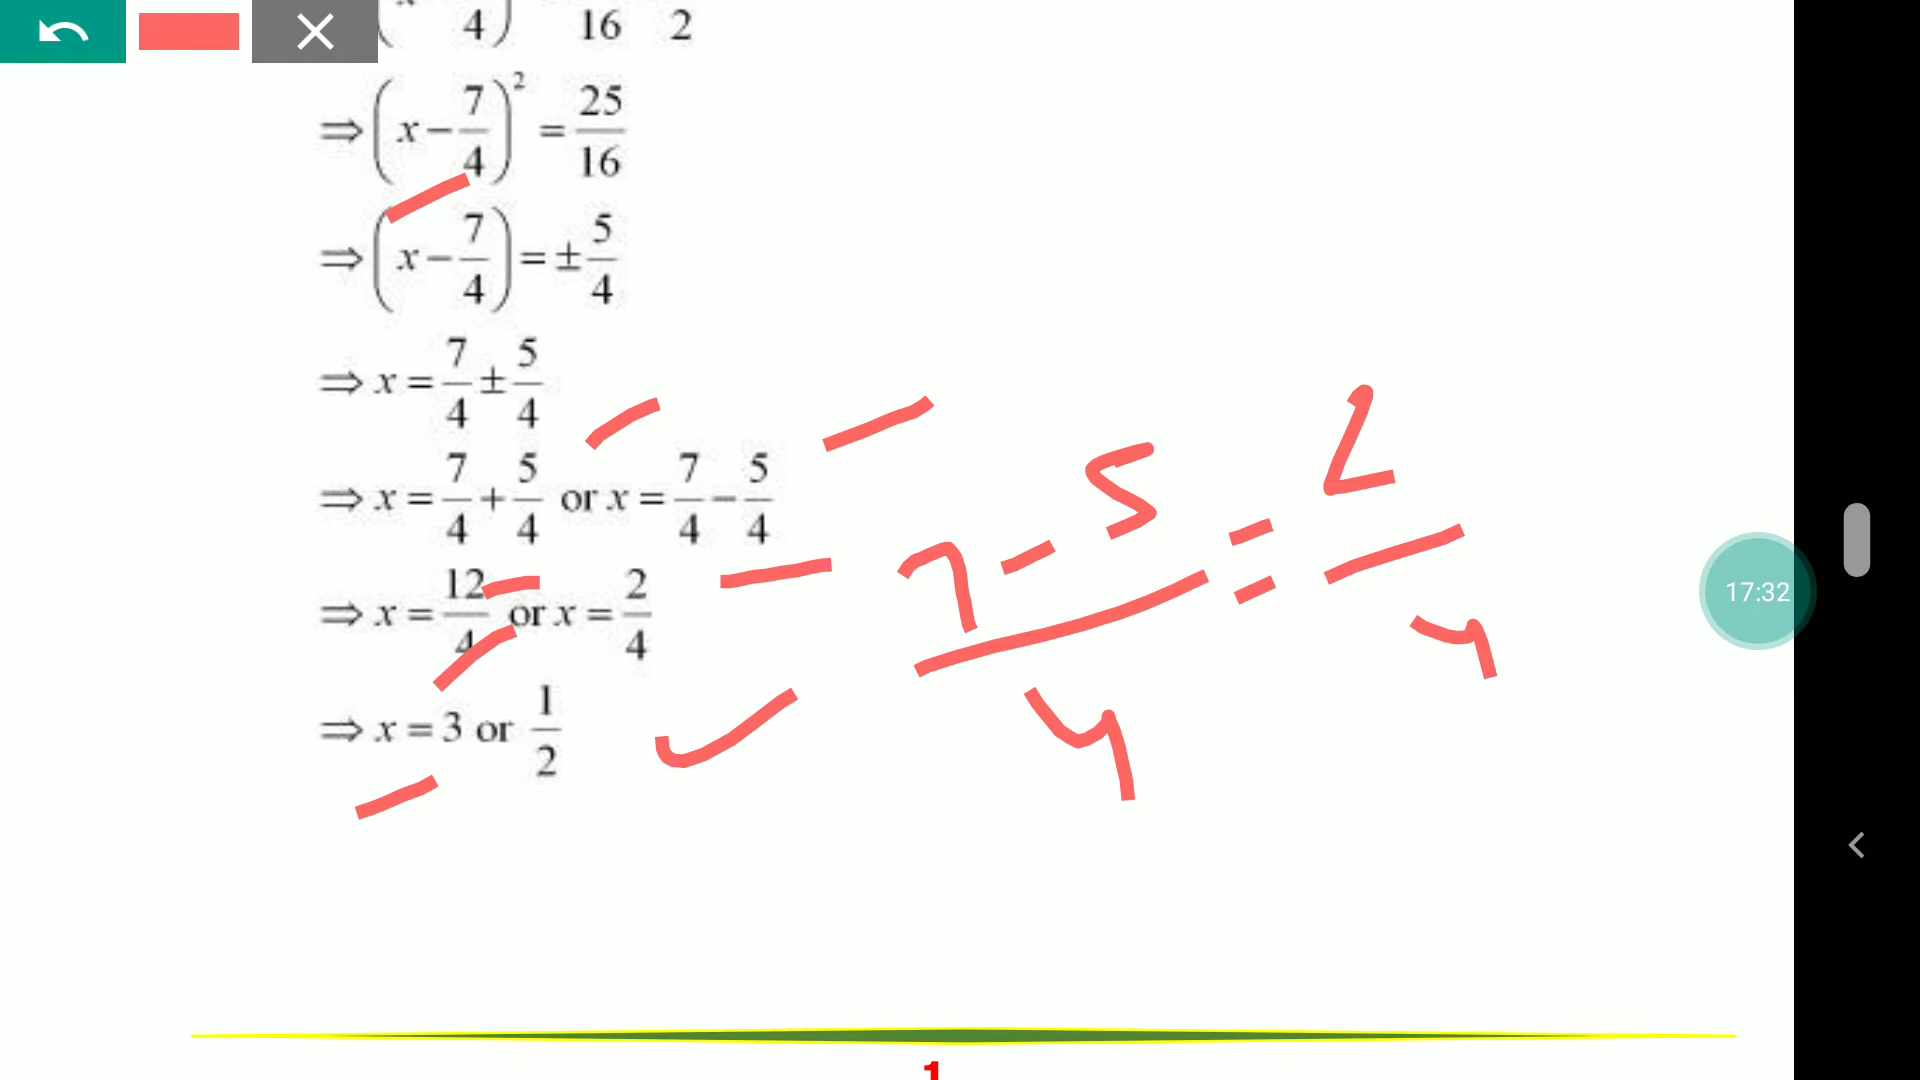 (x 4) 16 2
⇒ (x − 7/4)² = 25/16
⇒ (x − 7/4) = ± 5/4
⇒ x = 7/4 ± 5/4
⇒ x = 7/4 + 5/4 or x = 7/4 − 5/4
⇒ x = 12/4 or x = 2/4
⇒ x = 3 or 1/2
7 - 5 / 4 = 2 / 4
17:32
1